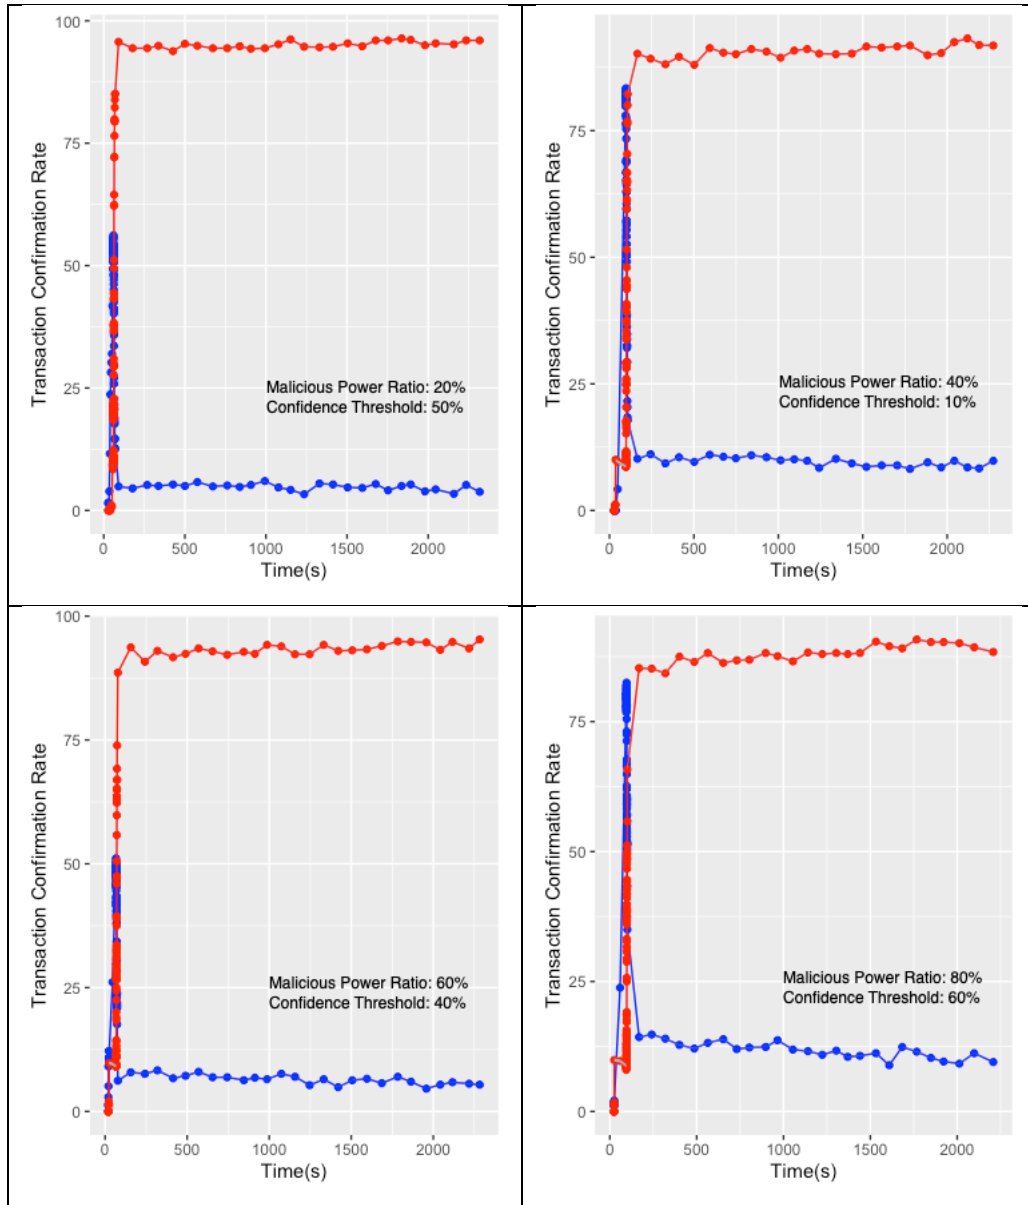 100
75
50
25
0
Transaction Confirmation Rate
Malicious Power Ratio: 20%
Confidence Threshold: 50%
0
500
1000
1500
2000
Time(s)
75
50
25
0
Transaction Confirmation Rate
Malicious Power Ratio: 40%
Confidence Threshold: 10%
0
500
1000
1500
2000
Time(s)
100
75
50
25
0
Transaction Confirmation Rate
Malicious Power Ratio: 60%
Confidence Threshold: 40%
0
500
1000
1500
2000
Time(s)
75
50
25
0
Transaction Confirmation Rate
Malicious Power Ratio: 80%
Confidence Threshold: 60%
0
500
1000
1500
2000
Time(s)